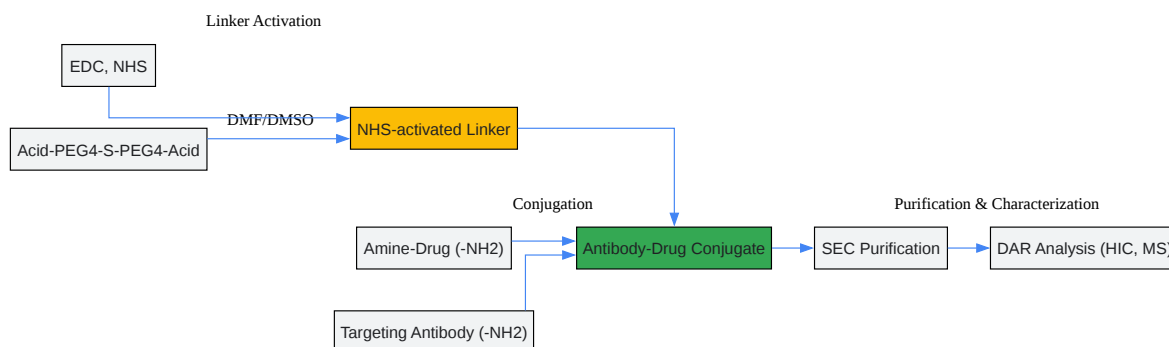 Linker Activation
EDC, NHS
DMF/DMSO
NHS-activated Linker
Acid-PEG4-S-PEG4-Acid
Conjugation
Purification & Characterization
Amine-Drug (-NH2)
Antibody-Drug Conjugate
SEC Purification
DAR Analysis (HIC, MS)
Targeting Antibody (-NH2)